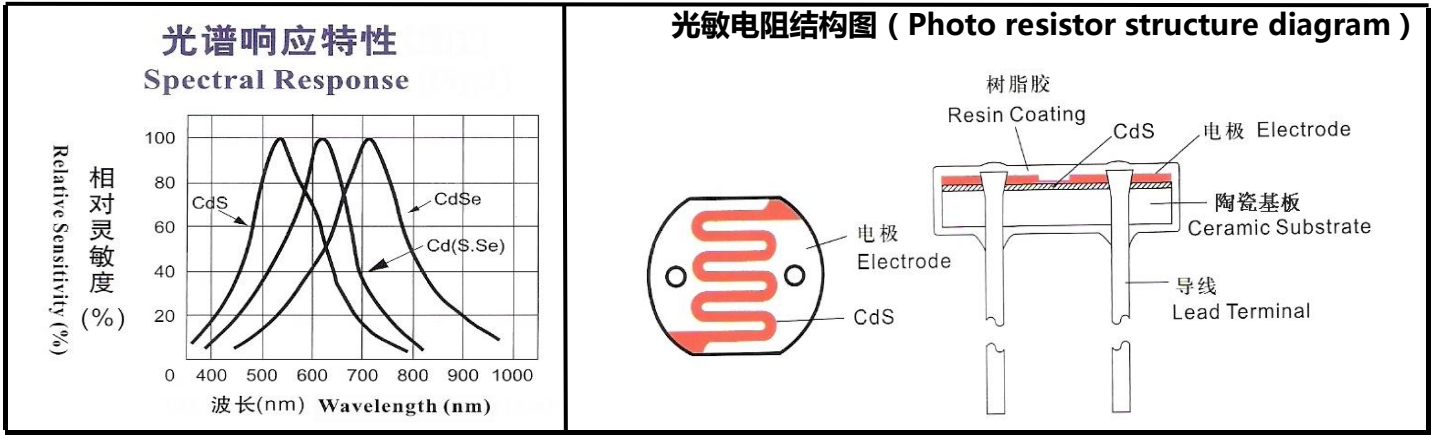 光谱响应特性
Spectral Response
Relative Sensitivity (%)
相对灵敏度(%)
100
80
60
40
20
CdS
CdSe
Cd(S.Se)
0 400 500 600 700 800 900 1000
波长(nm) Wavelength (nm)
光敏电阻结构图（Photo resistor structure diagram）
电极
Electrode
CdS
树脂胶
Resin Coating
CdS
电极 Electrode
陶瓷基板
Ceramic Substrate
导线
Lead Terminal